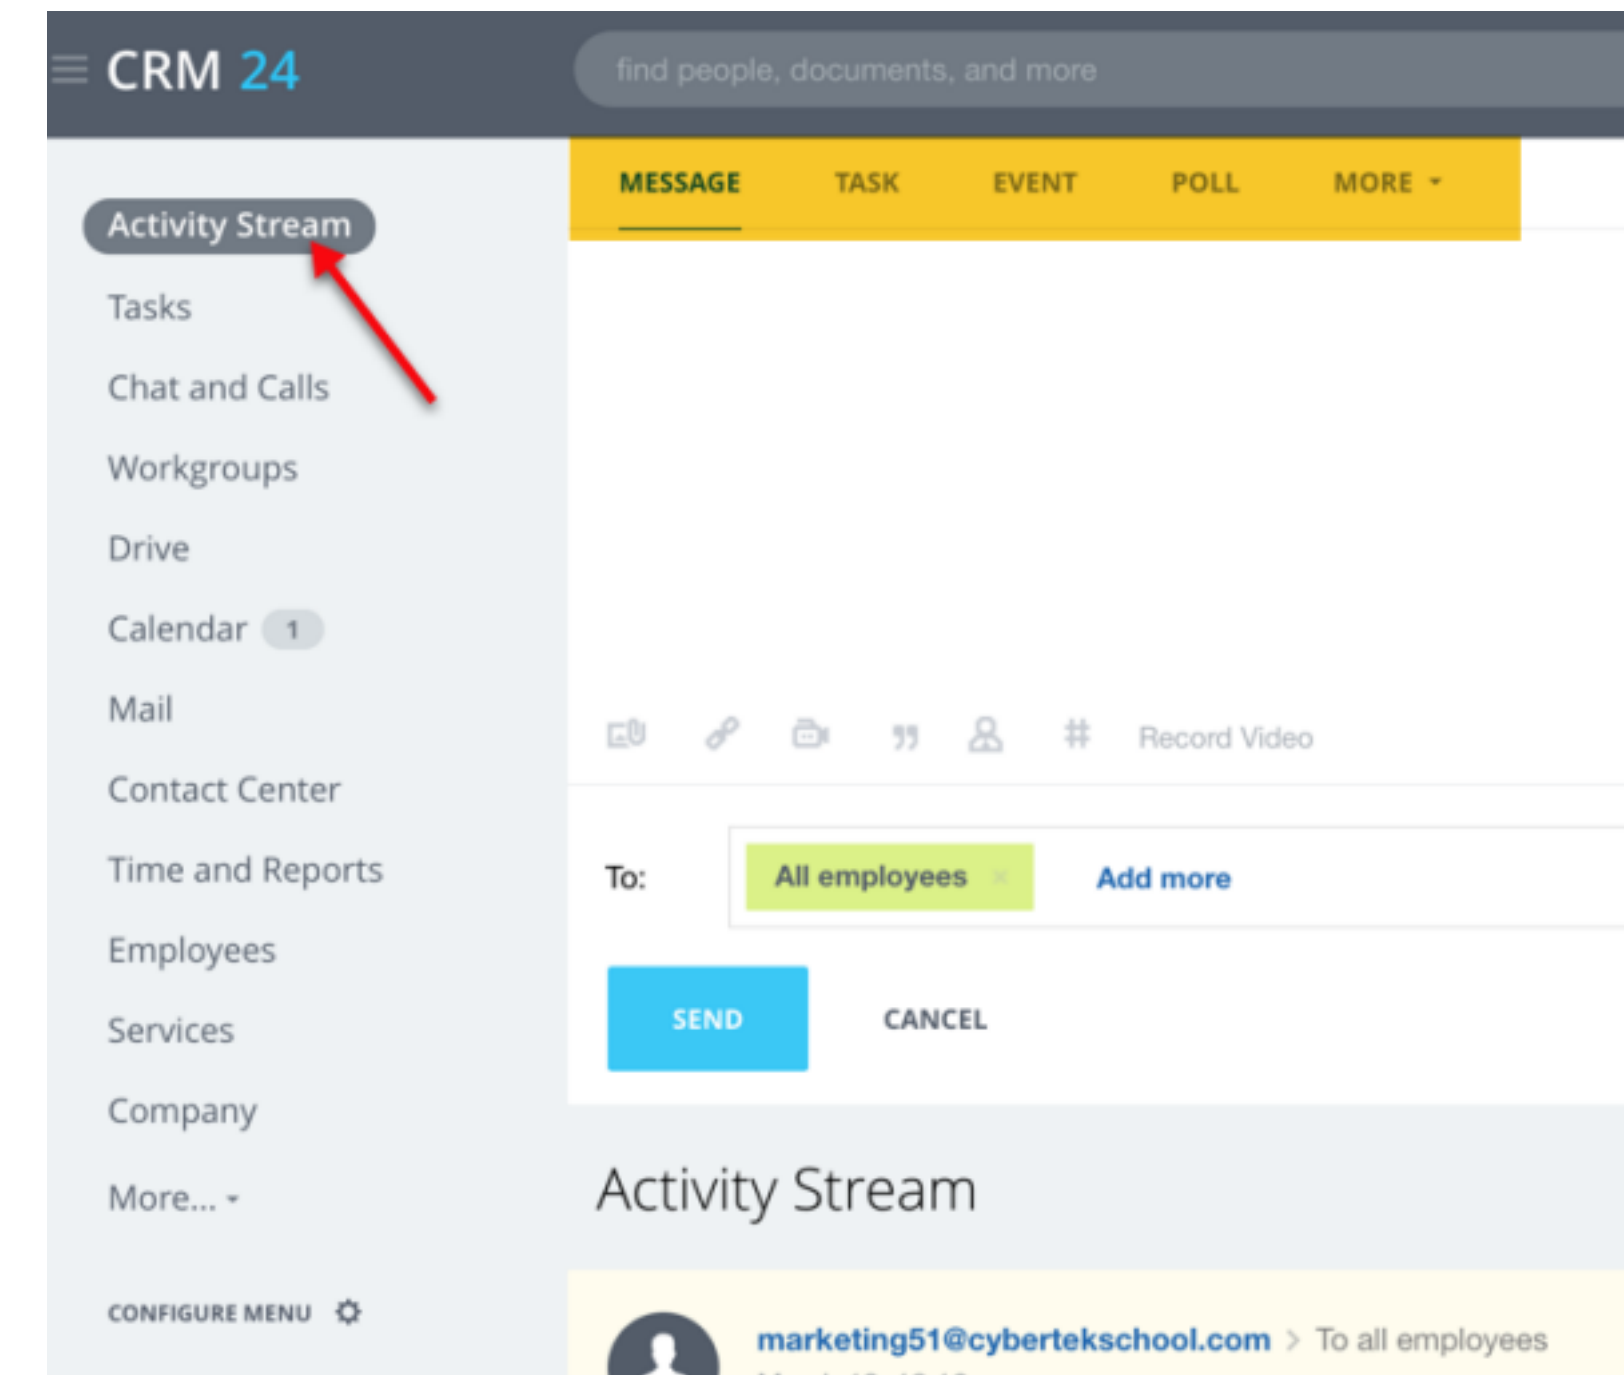 CRM 24
find people, documents, and more
MESSAGE TASK EVENT POLL MORE
Activity Stream
Tasks
Chat and Calls
Workgroups
Drive
Calendar 1
Mail
Record Video
Contact Center
Time and Reports
To: All employees × Add more
Employees
Services
SEND CANCEL
Company
More...
Activity Stream
CONFIGURE MENU
marketing51@cybertekschool.com > To all employees